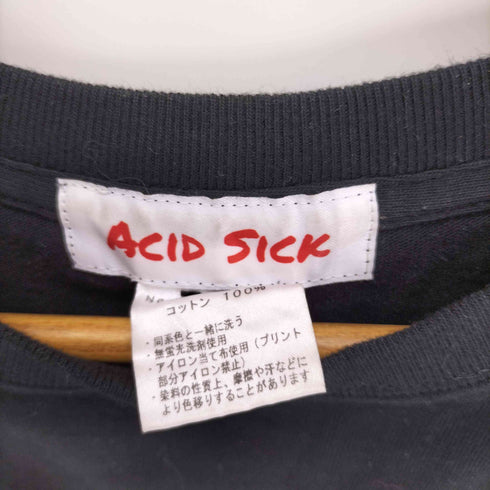 ACID SICK
コットン 100%
・同系色と一緒に洗う
・無蛍光洗剤使用
・アイロン当て布使用(プリント
部分アイロン禁止)
・染料の性質上、摩擦や汗などに
より色移りすることがあります